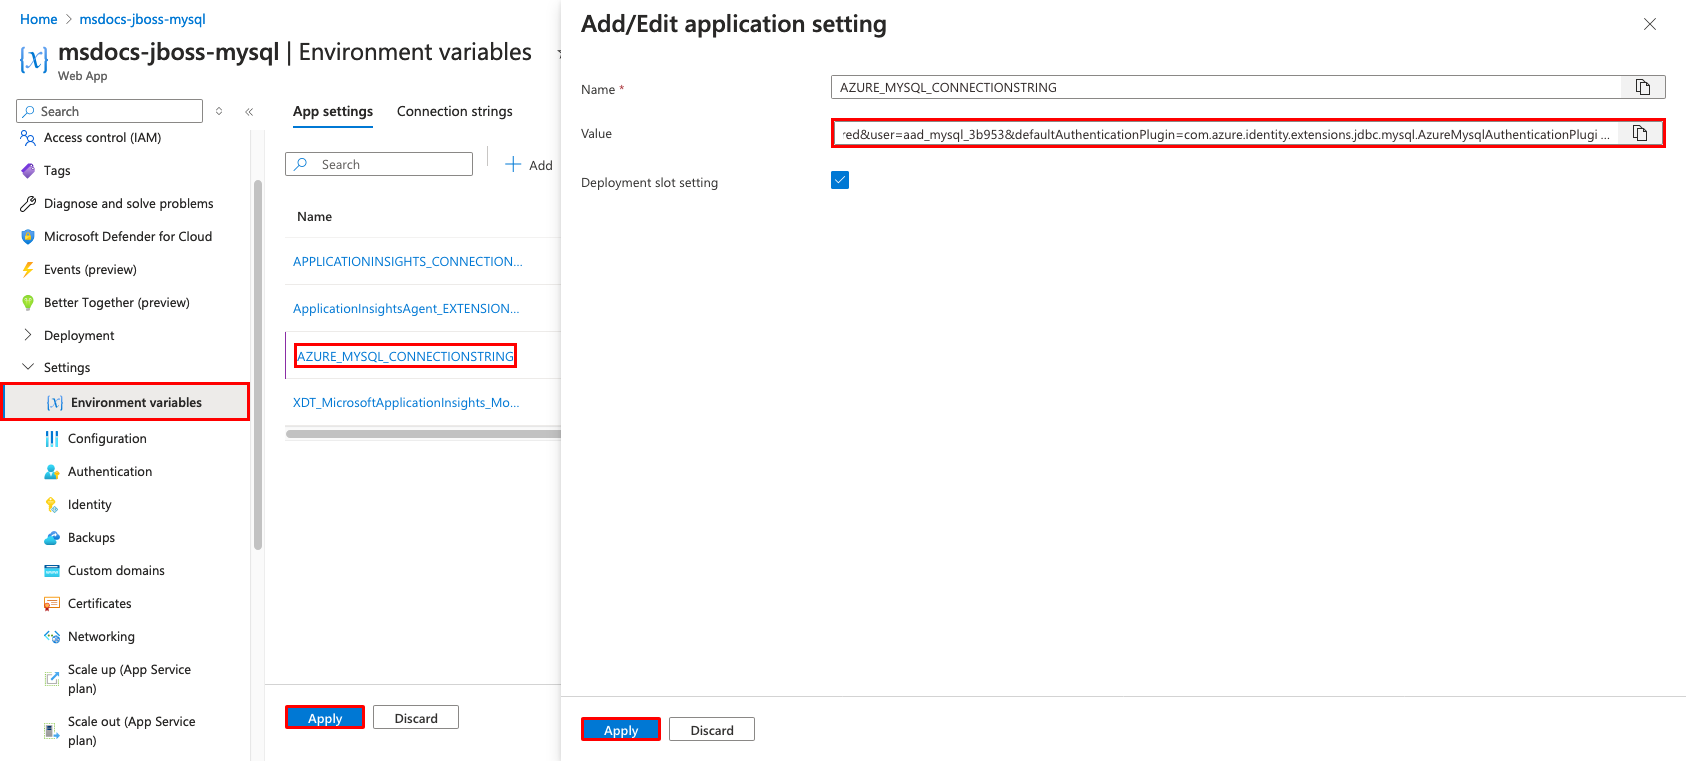 Home > msdocs-jboss-mysql
msdocs-jboss-mysql | Environment variables
Web App
Search
Access control (IAM)
Tags
Diagnose and solve problems
Microsoft Defender for Cloud
Events (preview)
Better Together (preview)
Deployment
Settings
Environment variables
Configuration
Authentication
Identity
Backups
Custom domains
Certificates
Networking
Scale up (App Service
plan)
Scale out (App Service
plan)
App settings Connection strings
Search
Add
Name
APPLICATIONINSIGHTS_CONNECTION...
ApplicationInsightsAgent_EXTENSION...
AZURE_MYSQL_CONNECTIONSTRING
XDT_MicrosoftApplicationInsights_Mo...
Apply Discard
Add/Edit application setting
Name *
AZURE_MYSQL_CONNECTIONSTRING
Value
red&user=aad_mysql_3b953&defaultAuthenticationPlugin=com.azure.identity.extensions.jdbc.mysql.AzureMysqlAuthenticationPlugi ...
Deployment slot setting
Apply Discard